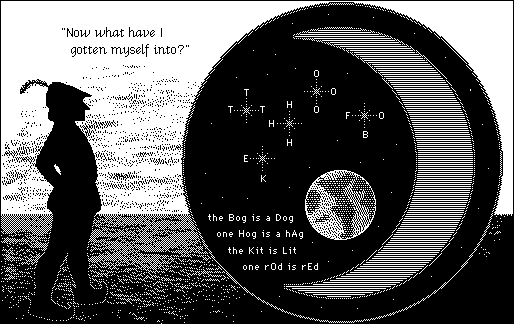 "Now what have I
gotten myself into?"
O
T O
H
T T O
F O
H
B
H
E
K
the Bog is a Dog
one Hog is a hAg
the Kit is Lit
one rOd is rEd